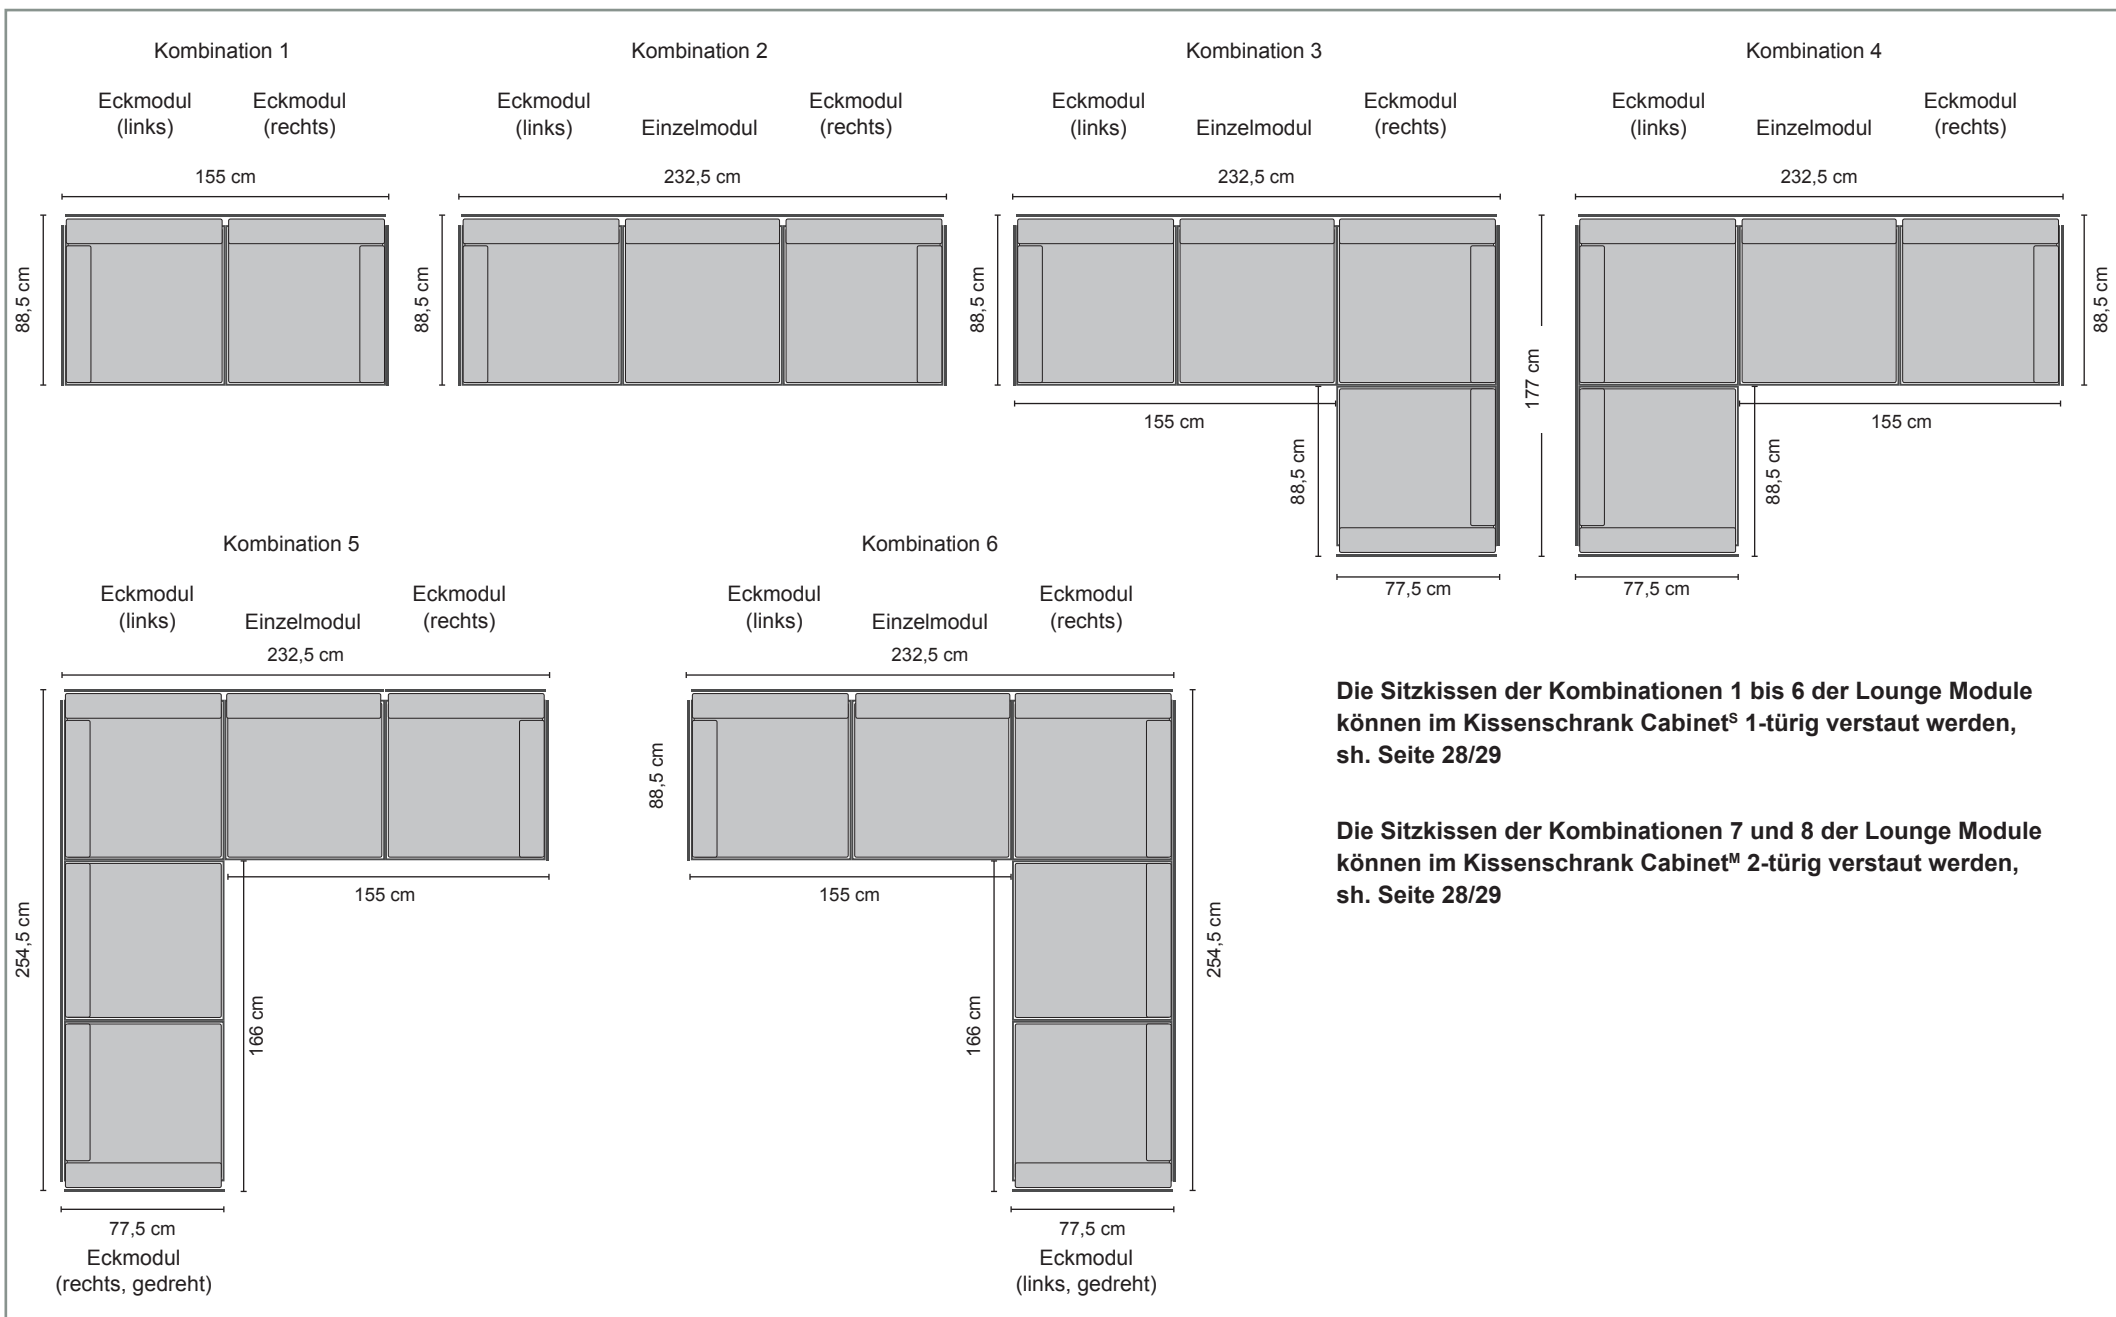 Kombination 1
Eckmodul
(links)
Eckmodul
(rechts)
155 cm
88,5 cm
Kombination 2
Eckmodul
(links)
Einzelmodul
Eckmodul
(rechts)
232,5 cm
88,5 cm
Kombination 3
Eckmodul
(links)
Einzelmodul
Eckmodul
(rechts)
232,5 cm
88,5 cm
155 cm
88,5 cm
77,5 cm
177 cm
Kombination 4
Eckmodul
(links)
Einzelmodul
Eckmodul
(rechts)
232,5 cm
88,5 cm
155 cm
88,5 cm
77,5 cm
Kombination 5
Eckmodul
(links)
Einzelmodul
Eckmodul
(rechts)
232,5 cm
254,5 cm
155 cm
166 cm
77,5 cm
Eckmodul
(rechts, gedreht)
Kombination 6
Eckmodul
(links)
Einzelmodul
Eckmodul
(rechts)
232,5 cm
88,5 cm
155 cm
166 cm
254,5 cm
77,5 cm
Eckmodul
(links, gedreht)
Die Sitzkissen der Kombinationen 1 bis 6 der Lounge Module
können im Kissenschrank Cabinetˢ 1-türig verstaut werden,
sh. Seite 28/29
Die Sitzkissen der Kombinationen 7 und 8 der Lounge Module
können im Kissenschrank Cabinetᴹ 2-türig verstaut werden,
sh. Seite 28/29